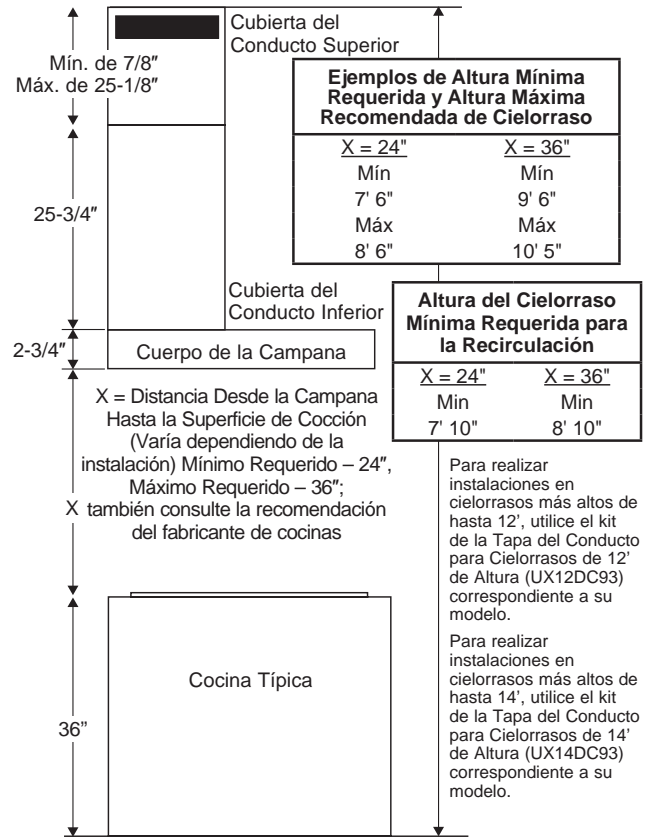 Cubierta del
Conducto Superior
Mín. de 7/8"
Máx. de 25-1/8"
Ejemplos de Altura Mínima
Requerida y Altura Máxima
Recomendada de Cielorraso
X = 24" X = 36"
Mín Mín
7' 6" 9' 6"
Máx Máx
8' 6" 10' 5"
25-3/4"
Cubierta del
Conducto Inferior
2-3/4"
Cuerpo de la Campana
Altura del Cielorraso
Mínima Requerida para
la Recirculación
X = 24" X = 36"
Min Min
7' 10" 8' 10"
X = Distancia Desde la Campana
Hasta la Superficie de Cocción
(Varía dependiendo de la
instalación) Mínimo Requerido – 24",
Máximo Requerido – 36";
también consulte la recomendación
del fabricante de cocinas
X
Para realizar
instalaciones en
cielorrasos más altos de
hasta 12', utilice el kit
de la Tapa del Conducto
para Cielorrasos de 12'
de Altura (UX12DC93)
correspondiente a su
modelo.
Para realizar
instalaciones en
cielorrasos más altos de
hasta 14', utilice el kit
de la Tapa del Conducto
para Cielorrasos de 14'
de Altura (UX14DC93)
correspondiente a su
modelo.
Cocina Típica
36”